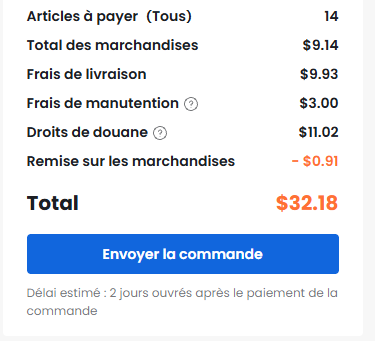 Articles à payer (Tous) 14
Total des marchandises $9.14
Frais de livraison $9.93
Frais de manutention ? $3.00
Droits de douane ? $11.02
Remise sur les marchandises - $0.91
Total $32.18
Envoyer la commande
Délai estimé : 2 jours ouvrés après le paiement de la
commande